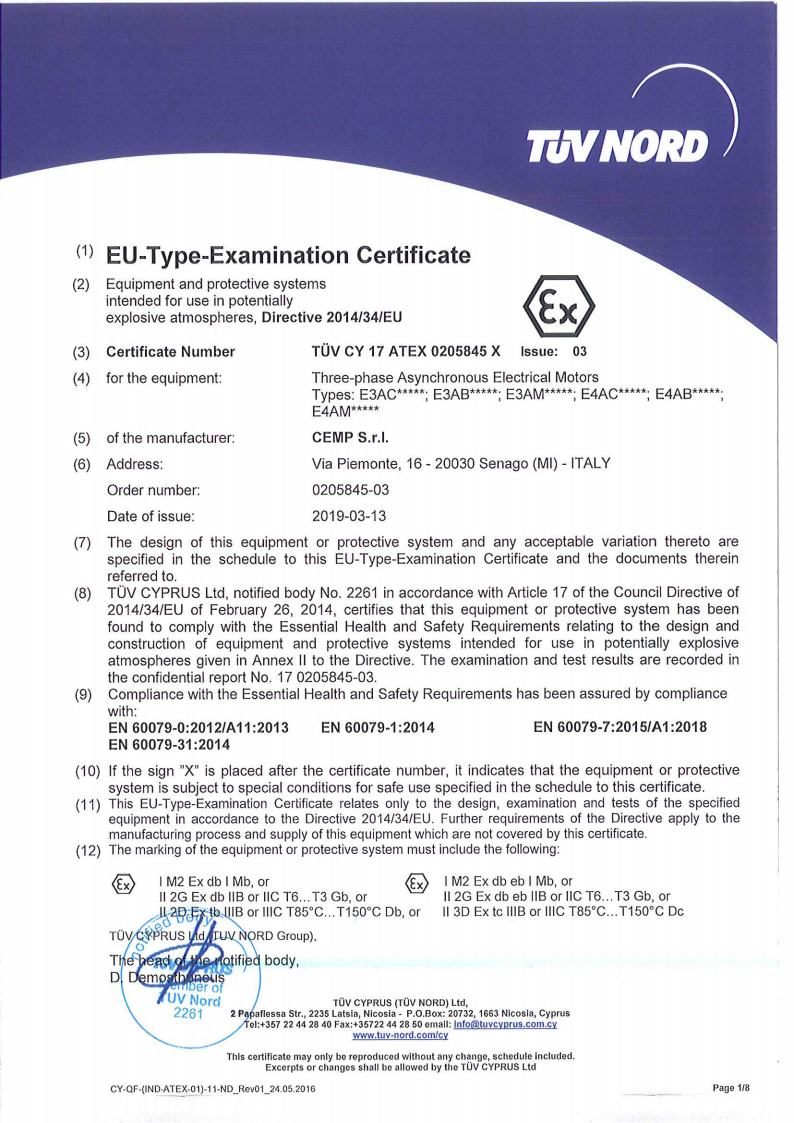 TÜV NORD
(1) EU-Type-Examination Certificate
(2) Equipment and protective systems
intended for use in potentially
explosive atmospheres, Directive 2014/34/EU
Ex
(3) Certificate Number TÜV CY 17 ATEX 0205845 X Issue: 03
(4) for the equipment: Three-phase Asynchronous Electrical Motors
Types: E3AC*****; E3AB*****; E3AM*****; E4AC*****; E4AB*****;
E4AM*****
(5) of the manufacturer: CEMP S.r.l.
(6) Address: Via Piemonte, 16 - 20030 Senago (MI) - ITALY
Order number: 0205845-03
Date of issue: 2019-03-13
(7) The design of this equipment or protective system and any acceptable variation thereto are
specified in the schedule to this EU-Type-Examination Certificate and the documents therein
referred to.
(8) TÜV CYPRUS Ltd, notified body No. 2261 in accordance with Article 17 of the Council Directive of
2014/34/EU of February 26, 2014, certifies that this equipment or protective system has been
found to comply with the Essential Health and Safety Requirements relating to the design and
construction of equipment and protective systems intended for use in potentially explosive
atmospheres given in Annex II to the Directive. The examination and test results are recorded in
the confidential report No. 17 0205845-03.
(9) Compliance with the Essential Health and Safety Requirements has been assured by compliance
with:
EN 60079-0:2012/A11:2013 EN 60079-1:2014 EN 60079-7:2015/A1:2018
EN 60079-31:2014
(10) If the sign "X" is placed after the certificate number, it indicates that the equipment or protective
system is subject to special conditions for safe use specified in the schedule to this certificate.
(11) This EU-Type-Examination Certificate relates only to the design, examination and tests of the specified
equipment in accordance to the Directive 2014/34/EU. Further requirements of the Directive apply to the
manufacturing process and supply of this equipment which are not covered by this certificate.
(12) The marking of the equipment or protective system must include the following:
Ex I M2 Ex db I Mb, or Ex I M2 Ex db eb I Mb, or
II 2G Ex db IIB or IIC T6...T3 Gb, or II 2G Ex db eb IIB or IIC T6...T3 Gb, or
II 2D Ex tb IIIB or IIIC T85°C...T150°C Db, or II 3D Ex tc IIIB or IIIC T85°C...T150°C Dc
TÜV CYPRUS Ltd (TUV NORD Group),
The head of the notified body,
D. Demosthenous
notified body
TÜV CYPRUS
member of
TUV Nord
2261
TÜV CYPRUS (TÜV NORD) Ltd,
2 Papaflessa Str., 2235 Latsia, Nicosia - P.O.Box: 20732, 1663 Nicosia, Cyprus
Tel:+357 22 44 28 40 Fax:+35722 44 28 50 email: info@tuvcyprus.com.cy
www.tuv-nord.com/cy
This certificate may only be reproduced without any change, schedule included.
Excerpts or changes shall be allowed by the TÜV CYPRUS Ltd
CY-QF-(IND-ATEX-01)-11-ND_Rev01_24.05.2016 Page 1/8